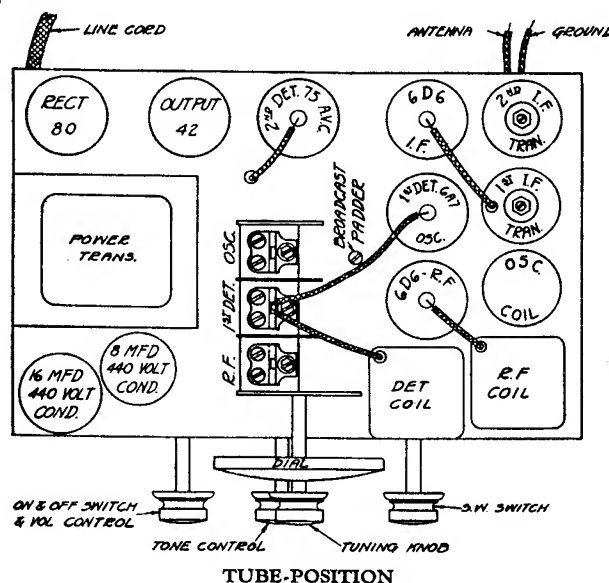 LINE CORD
ANTENNA
GROUND
RECT
80
OUTPUT
42
2ND DET. 75 A.V.C
6D6
I.F.
2ND I.F.
TRAN.
1ST DET. 6A7
OSC.
1ST I.F.
TRAN.
BROADCAST
PADDER
POWER
TRANS.
OSC.
1ST DET.
R.F.
6D6-R.F
OSC
COIL
8 MFD
440 VOLT
COND.
16 MFD
440 VOLT
COND.
DET
COIL
R.F
COIL
DIAL
ON & OFF SWITCH
& VOL CONTROL
S.W. SWITCH
TONE CONTROL
TUNING KNOB
TUBE-POSITION